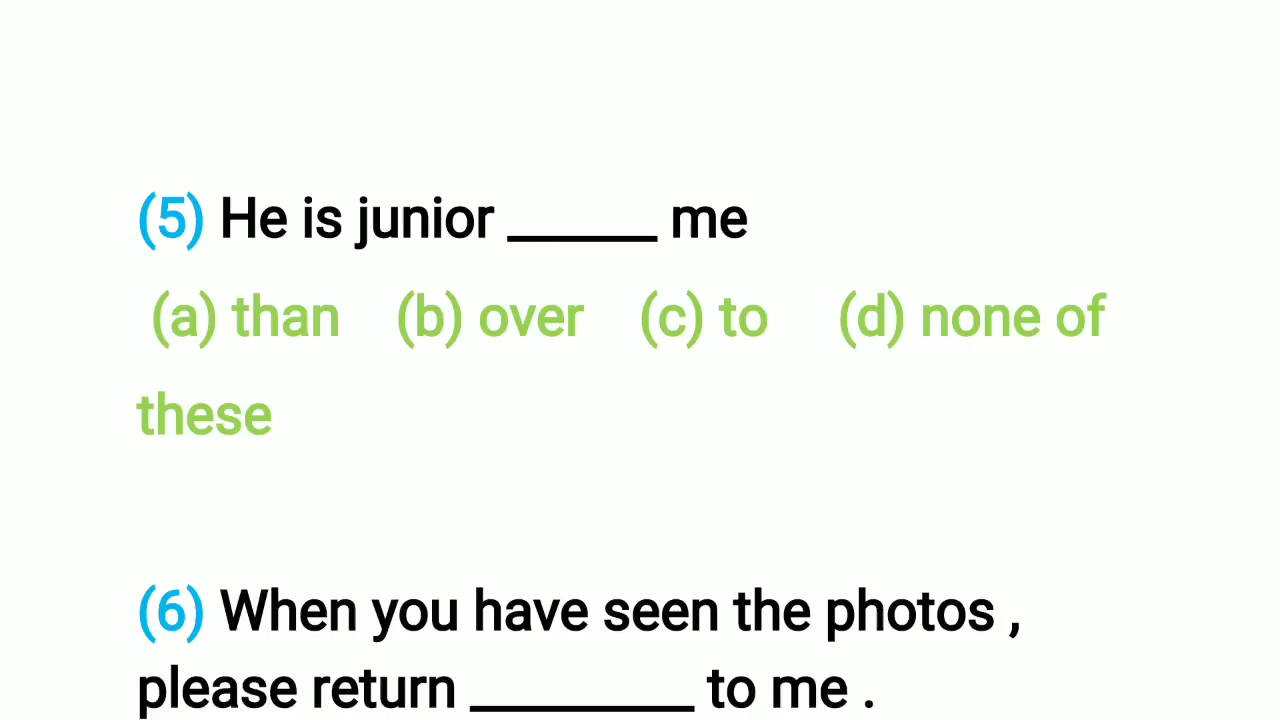 (5) He is junior ______ me
(a) than (b) over (c) to (d) none of
these
(6) When you have seen the photos ,
please return _________ to me .